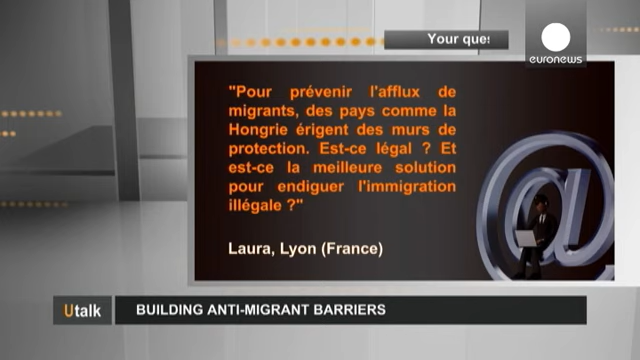 Your ques
euronews
"Pour prévenir l'afflux de
migrants, des pays comme la
Hongrie érigent des murs de
protection. Est-ce légal ? Et
est-ce la meilleure solution
pour endiguer l'immigration
illégale ?"
Laura, Lyon (France)
Utalk
BUILDING ANTI-MIGRANT BARRIERS